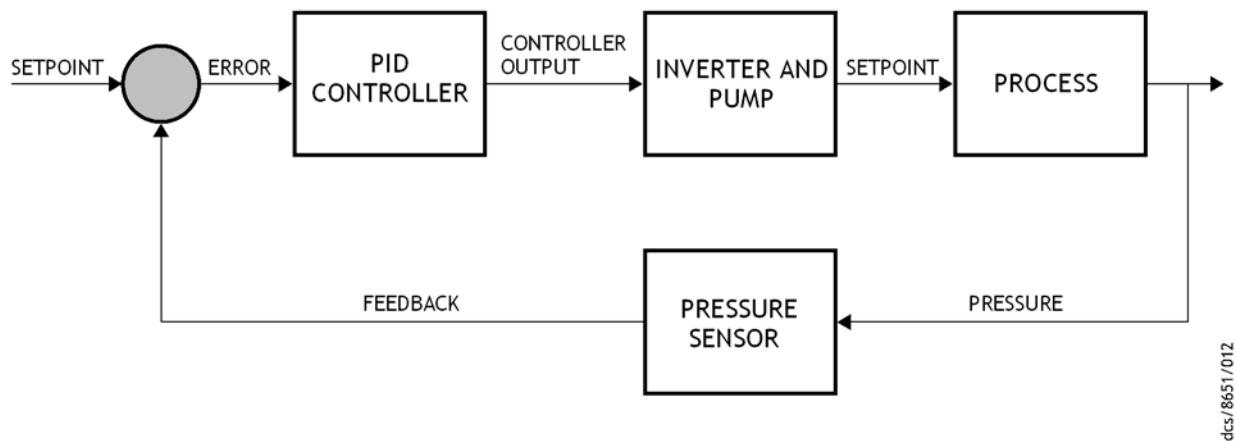 SETPOINT
ERROR
PID
CONTROLLER
CONTROLLER
OUTPUT
INVERTER AND
PUMP
SETPOINT
PROCESS
FEEDBACK
PRESSURE
SENSOR
PRESSURE
dcs/8651/012